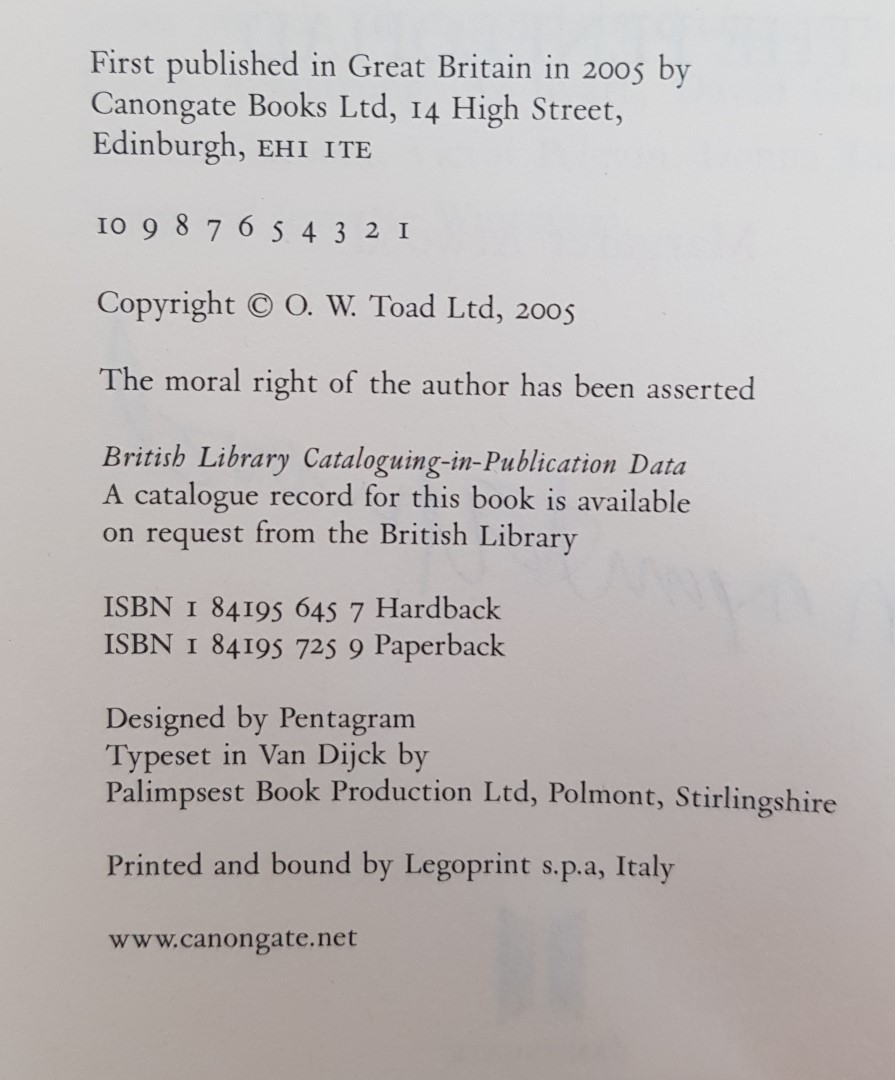 First published in Great Britain in 2005 by
Canongate Books Ltd, 14 High Street,
Edinburgh, EH1 1TE
10 9 8 7 6 5 4 3 2 1
Copyright © O. W. Toad Ltd, 2005
The moral right of the author has been asserted
British Library Cataloguing-in-Publication Data
A catalogue record for this book is available
on request from the British Library
ISBN 1 84195 645 7 Hardback
ISBN 1 84195 725 9 Paperback
Designed by Pentagram
Typeset in Van Dijck by
Palimpsest Book Production Ltd, Polmont, Stirlingshire
Printed and bound by Legoprint s.p.a, Italy
www.canongate.net